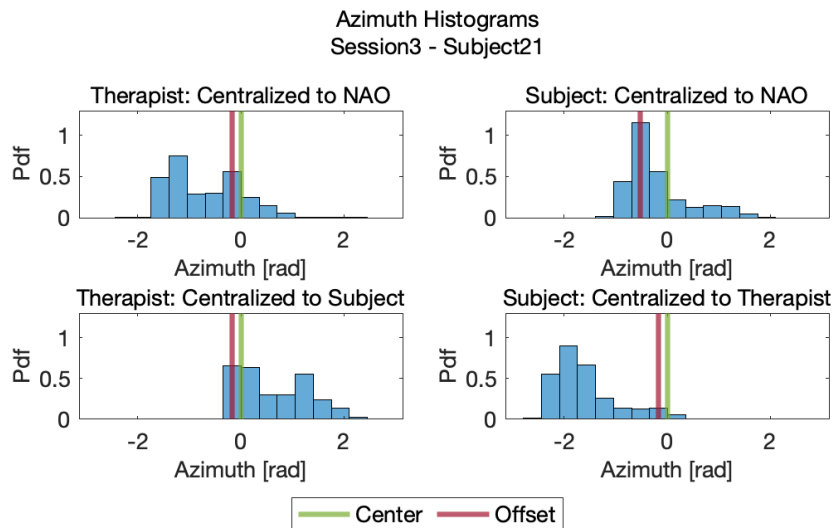 Azimuth Histograms
Session3 - Subject21
Therapist: Centralized to NAO
Pdf
1
0.5
0
-2
0
2
Azimuth [rad]
Subject: Centralized to NAO
Pdf
1
0.5
0
-2
0
2
Azimuth [rad]
Therapist: Centralized to Subject
Pdf
1
0.5
0
-2
0
2
Azimuth [rad]
Subject: Centralized to Therapist
Pdf
1
0.5
0
-2
0
2
Azimuth [rad]
Center
Offset